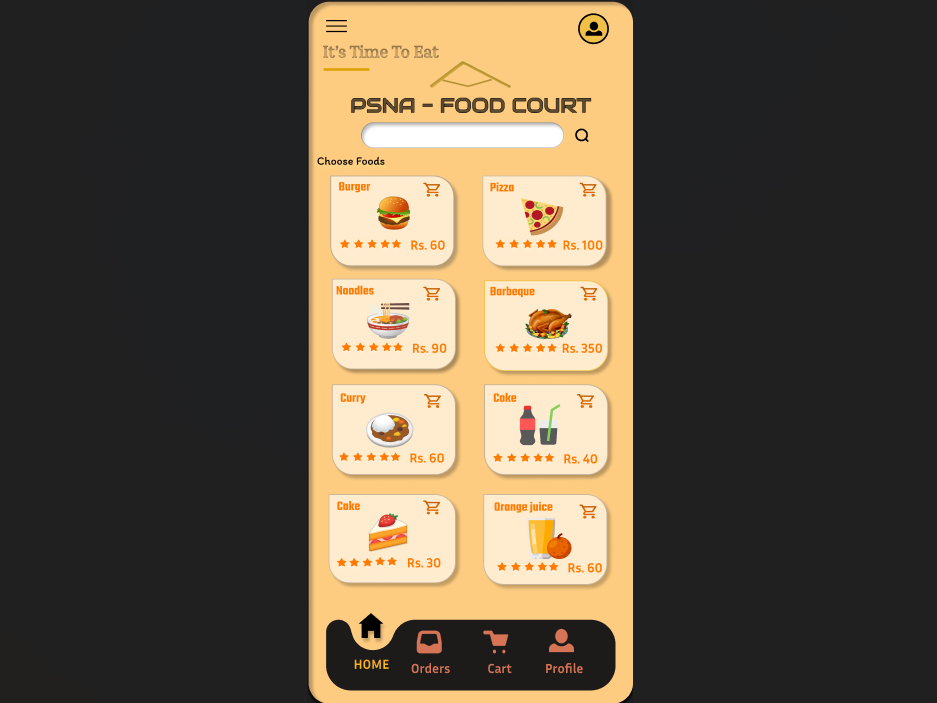 It's Time To Eat
PSNA - FOOD COURT
Choose Foods
Burger
Rs. 60
Pizza
Rs. 100
Noodles
Rs. 90
Barbeque
Rs. 350
Curry
Rs. 60
Coke
Rs. 40
Cake
Rs. 30
Orange juice
Rs. 60
HOME
Orders
Cart
Profile